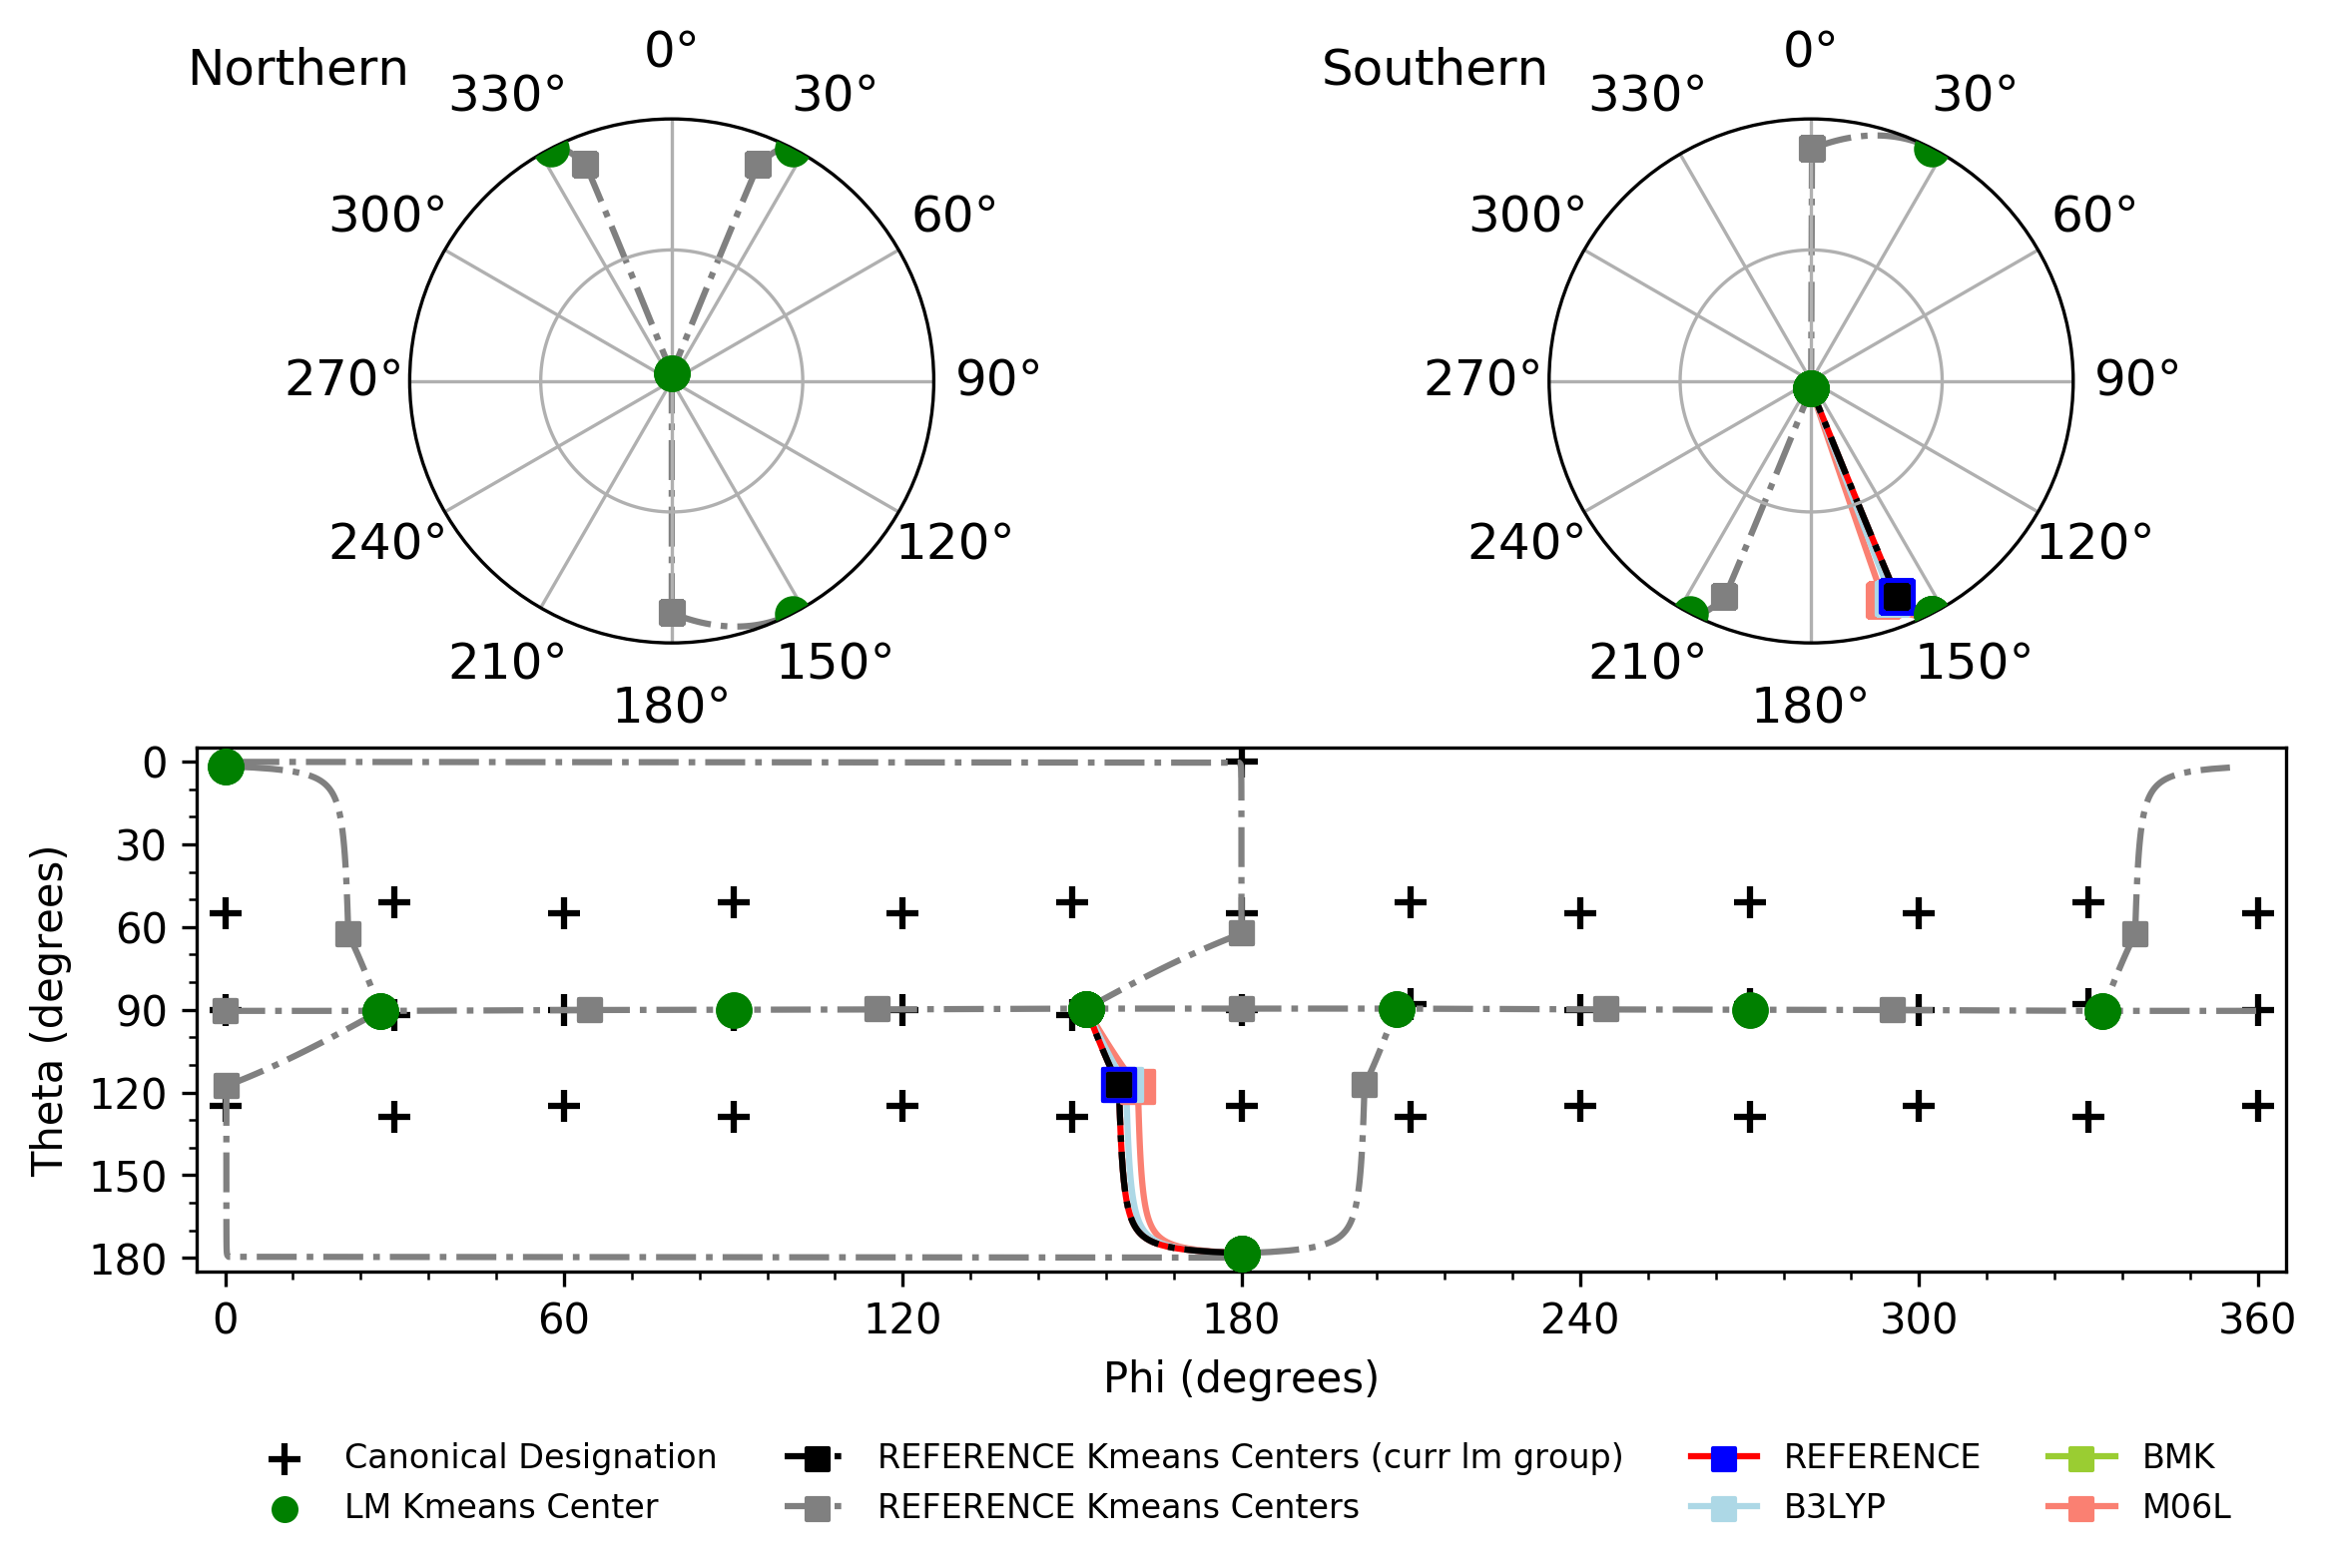 Northern
0°
30°
60°
90°
120°
150°
180°
210°
240°
270°
300°
330°
Southern
0°
30°
60°
90°
120°
150°
180°
210°
240°
270°
300°
330°
Theta (degrees)
0
30
60
90
120
150
180
0 60 120 180 240 300 360
Phi (degrees)
Canonical Designation
LM Kmeans Center
REFERENCE Kmeans Centers (curr lm group)
REFERENCE Kmeans Centers
REFERENCE
B3LYP
BMK
M06L